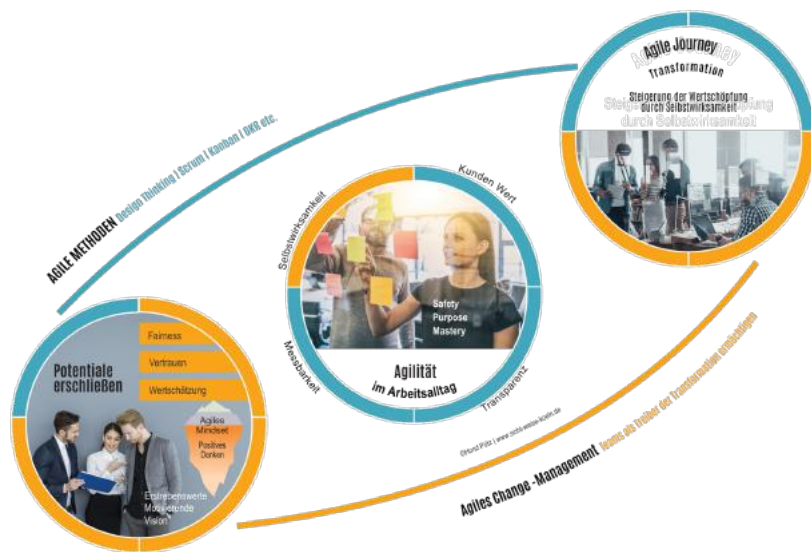 Agile Journey
Transformation
Steigerung der Wertschöpfung
durch Selbstwirksamkeit
AGILE METHODEN Design Thinking | Scrum | Kanban | OKR etc.
Selbstwirksamkeit
Kunden Wert
Safety
Purpose
Mastery
Messbarkeit
Transparenz
Agilität
im Arbeitsalltag
Potentiale
erschließen
Fairness
Vertrauen
Wertschätzung
Agiles
Mindset
Positives
Denken
Erstrebenswerte
Motivierende
Vision
Agiles Change -Management Teams als treiber der Transformation ermächtigen